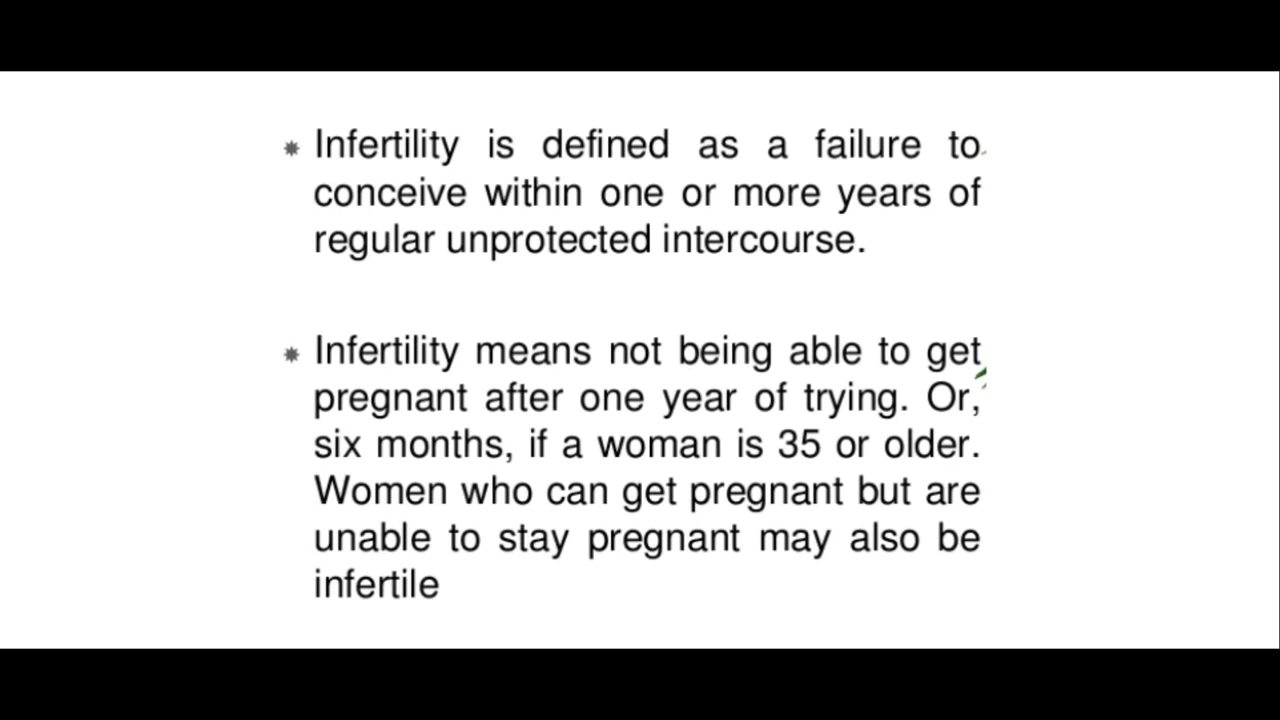 Infertility is defined as a failure to
conceive within one or more years of
regular unprotected intercourse.
Infertility means not being able to get
pregnant after one year of trying. Or,
six months, if a woman is 35 or older.
Women who can get pregnant but are
unable to stay pregnant may also be
infertile